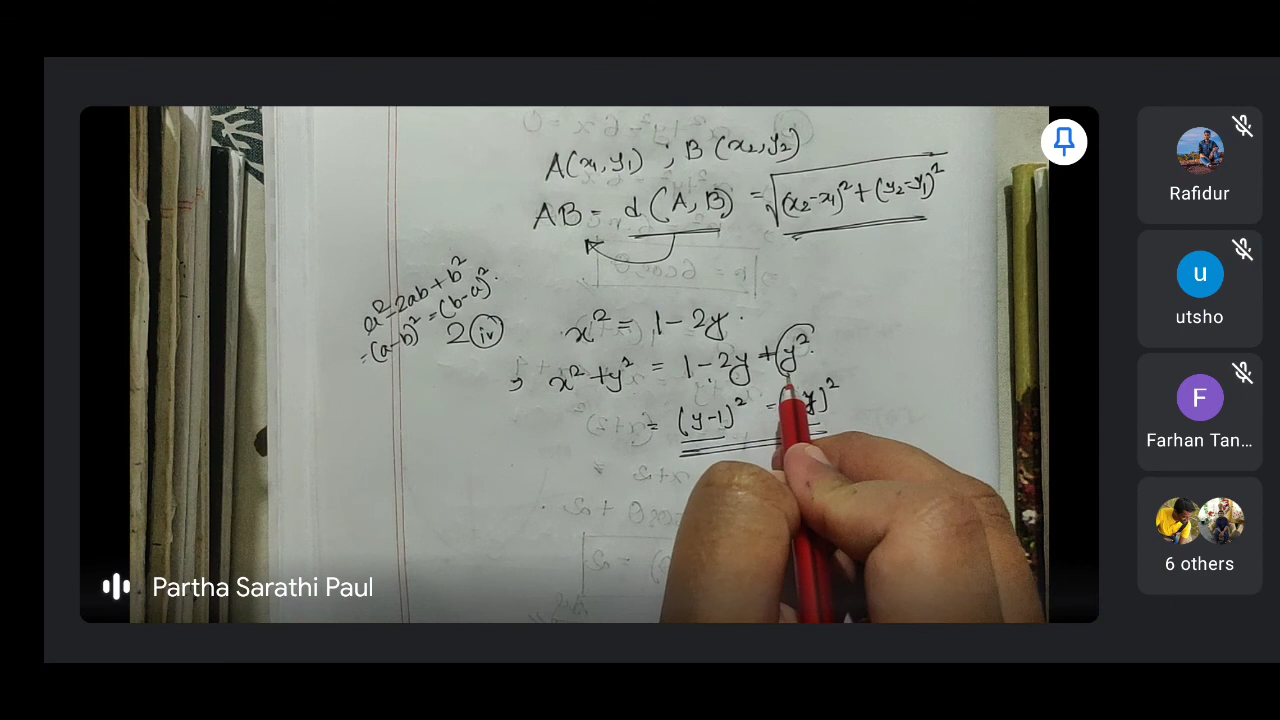 A(x₁, y₁) ; B(x₂, y₂)
AB = d(A, B) = √(x₂-x₁)² + (y₂-y₁)²
a²-2ab+b²
=(a-b)² = (b-a)².
2 (iv)
x² = 1 - 2y.
⇒ x² + y² = 1 - 2y + y².
= (y-1)² =
Partha Sarathi Paul
Rafidur
u
utsho
F
Farhan Tan...
6 others